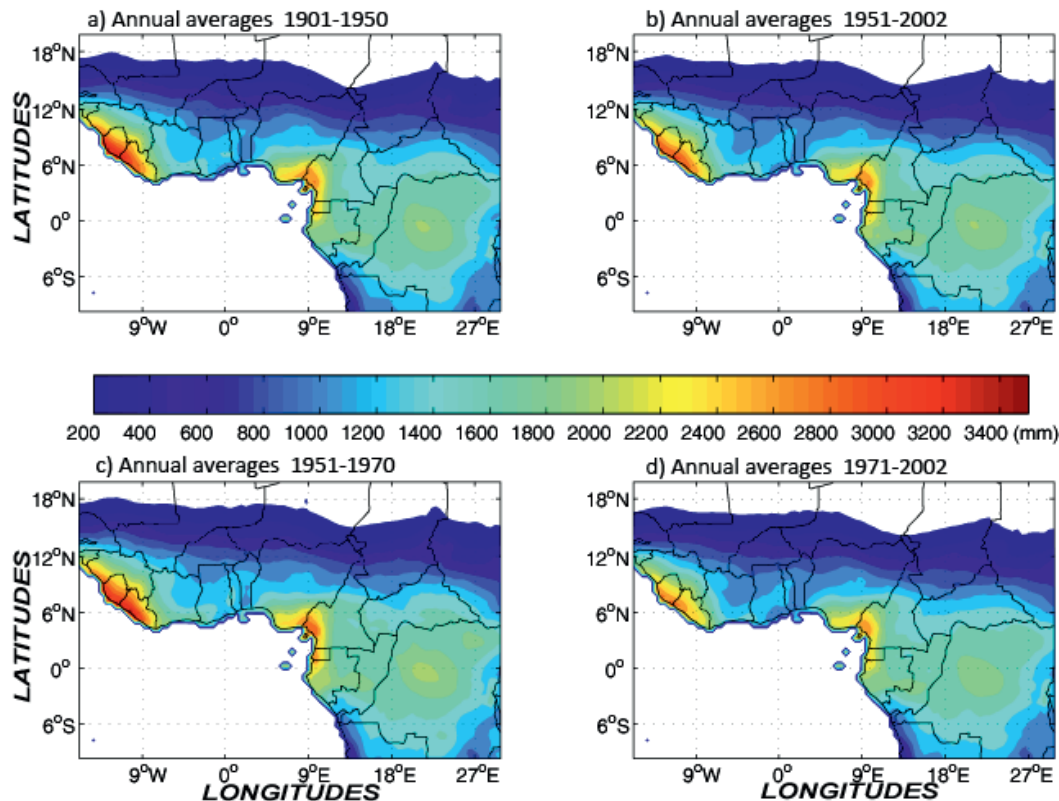 a) Annual averages 1901-1950
b) Annual averages 1951-2002
18°N
12°N
6°N
0°
6°S
LATITUDES
9°W 0° 9°E 18°E 27°E
LONGITUDES
18°N
12°N
6°N
0°
6°S
9°W 0° 9°E 18°E 27°E
LONGITUDES
200 400 600 800 1000 1200 1400 1600 1800 2000 2200 2400 2600 2800 3000 3200 3400 (mm)
c) Annual averages 1951-1970
d) Annual averages 1971-2002
18°N
12°N
6°N
0°
6°S
LATITUDES
9°W 0° 9°E 18°E 27°E
LONGITUDES
18°N
12°N
6°N
0°
6°S
LATITUDES
9°W 0° 9°E 18°E 27°E
LONGITUDES